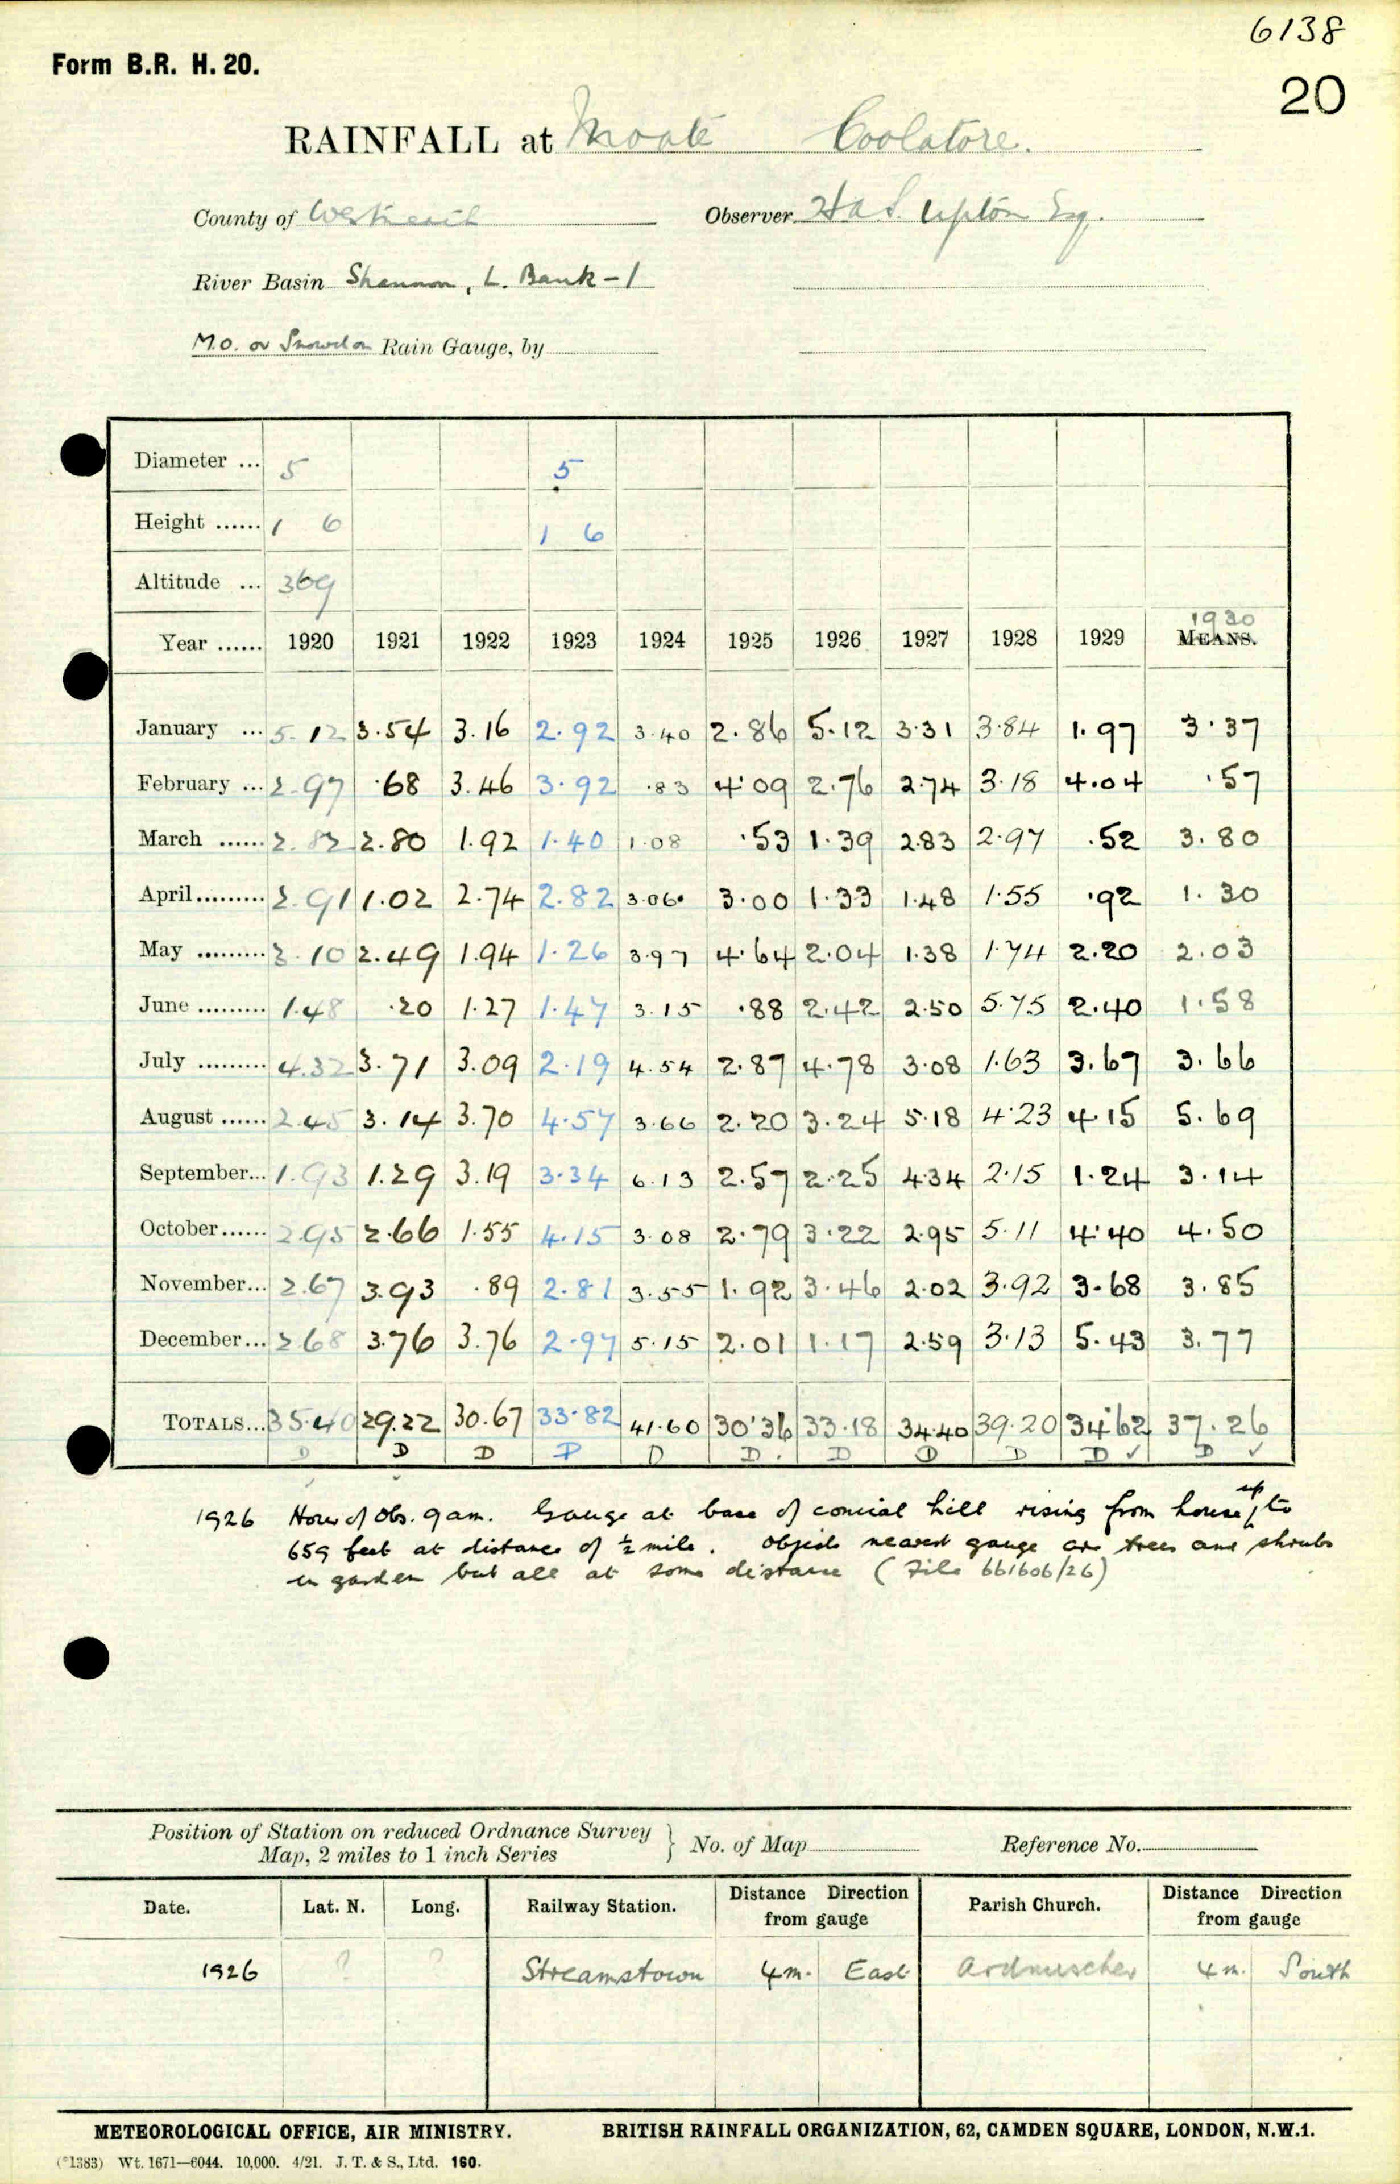 6138
Form B.R. H. 20.
20
RAINFALL at Moate Coolatore.
County of Westmeath Observer H a S Upton Esq.
River Basin Shannon, L. Bank-1
M.O. or Snowdon Rain Gauge, by
Diameter ... 5 5
Height ...... 1 6 1 6
Altitude ... 369
1930
Year ...... 1920 1921 1922 1923 1924 1925 1926 1927 1928 1929 MEANS.
January ... 5.12 3.54 3.16 2.92 3.40 2.86 5.12 3.31 3.84 1.97 3.37
February ... 2.97 .68 3.46 3.92 .83 4.09 2.76 2.74 3.18 4.04 .57
March ...... 2.82 2.80 1.92 1.40 1.08 .53 1.39 2.83 2.97 .52 3.80
April......... 2.91 1.02 2.74 2.82 3.06 3.00 1.33 1.48 1.55 .92 1.30
May ......... 3.10 2.49 1.94 1.26 3.97 4.64 2.04 1.38 1.74 2.20 2.03
June ......... 1.48 .20 1.27 1.47 3.15 .88 2.42 2.50 5.75 2.40 1.58
July ......... 4.32 3.71 3.09 2.19 4.54 2.87 4.78 3.08 1.63 3.67 3.66
August ...... 2.45 3.14 3.70 4.57 3.66 2.20 3.24 5.18 4.23 4.15 5.69
September... 1.93 1.29 3.19 3.34 6.13 2.57 2.25 4.34 2.15 1.24 3.14
October...... 2.95 2.66 1.55 4.15 3.08 2.79 3.22 2.95 5.11 4.40 4.50
November... 2.67 3.93 .89 2.81 3.55 1.92 3.46 2.02 3.92 3.68 3.85
December... 2.68 3.76 3.76 2.97 5.15 2.01 1.17 2.59 3.13 5.43 3.77
TOTALS... 35.40 29.22 30.67 33.82 41.60 30.36 33.18 34.40 39.20 34.62 37.26
D D D D D D. D D D D ✓ D ✓
1926 Hour of Obs. 9 am. Gauge at base of conical hill rising from house up to
659 feet at distance of ½ mile. Objects nearest gauge are trees and shrubs
in garden but all at some distance (File 661606/26)
Position of Station on reduced Ordnance Survey
Map, 2 miles to 1 inch Series } No. of Map Reference No.
Date. Lat. N. Long. Railway Station. Distance Direction from gauge Parish Church. Distance Direction from gauge
1926 ? ? Streamstown 4 m. East Ardnurcher 4 m. South
METEOROLOGICAL OFFICE, AIR MINISTRY. BRITISH RAINFALL ORGANIZATION, 62, CAMDEN SQUARE, LONDON, N.W.1.
(*1383) Wt. 1671—6044. 10,000. 4/21. J. T. & S., Ltd. 160.